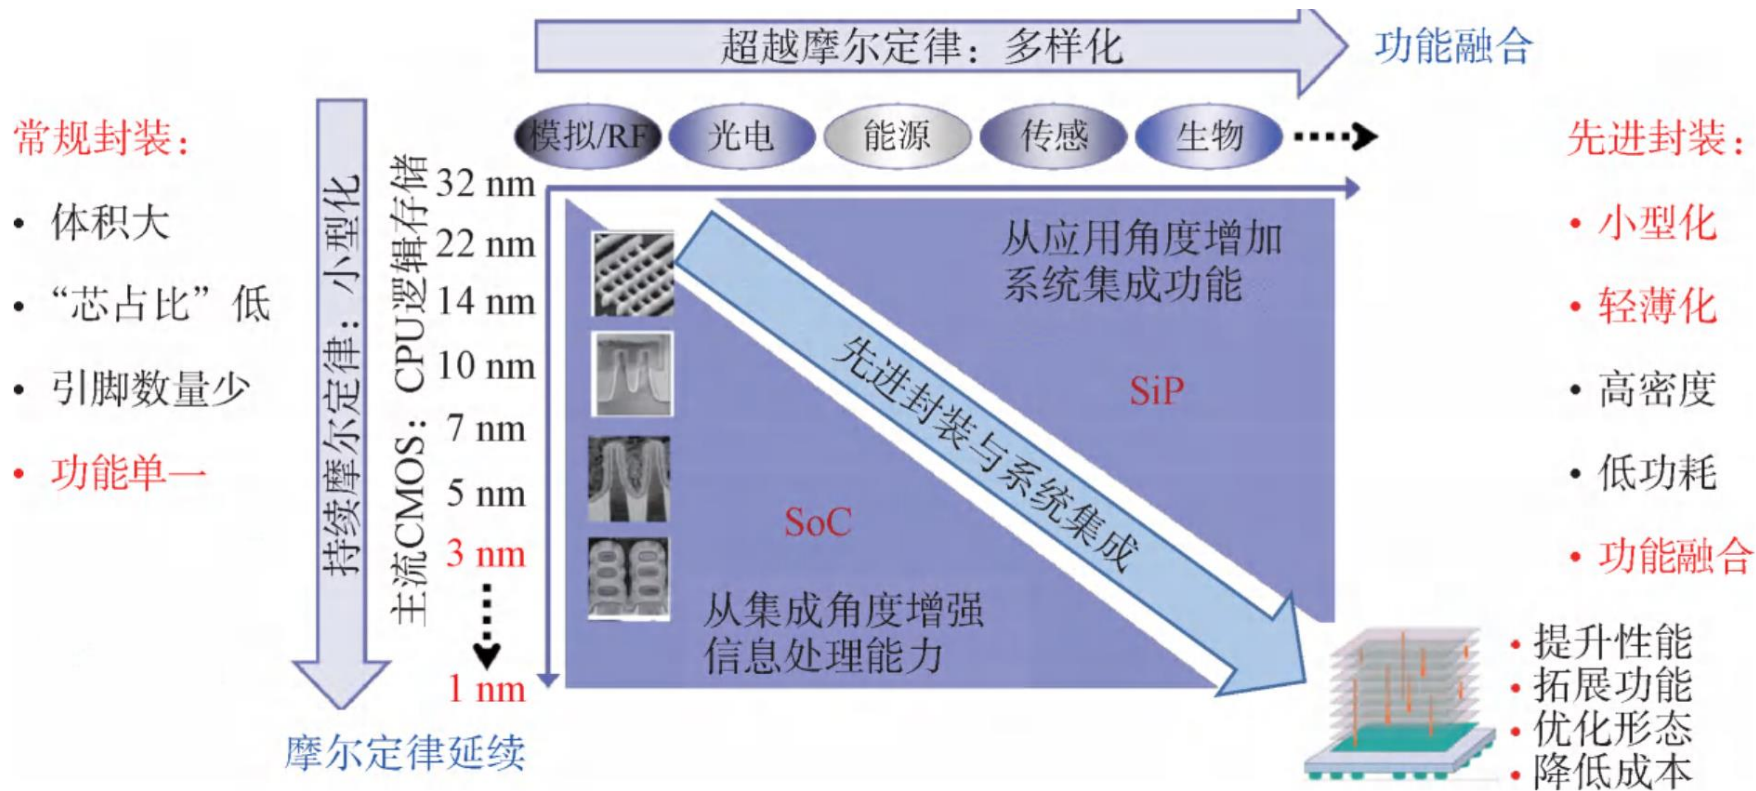 超越摩尔定律：多样化
功能融合
常规封装：
• 体积大
• “芯占比”低
• 引脚数量少
• 功能单一
持续摩尔定律：小型化
摩尔定律延续
主流CMOS：CPU逻辑存储
模拟/RF
光电
能源
传感
生物
32 nm
22 nm
14 nm
10 nm
7 nm
5 nm
3 nm
1 nm
从应用角度增加
系统集成功能
SiP
先进封装与系统集成
SoC
从集成角度增强
信息处理能力
先进封装：
• 小型化
• 轻薄化
• 高密度
• 低功耗
• 功能融合
• 提升性能
• 拓展功能
• 优化形态
• 降低成本